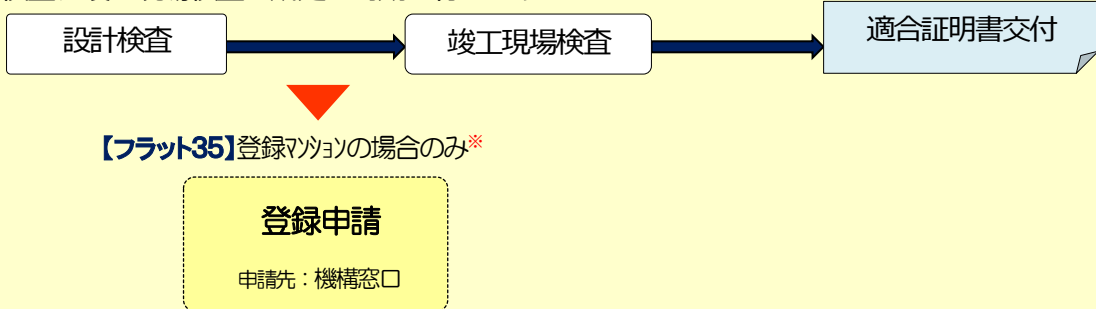 設計検査
竣工現場検査
適合証明書交付
【フラット35】登録マンションの場合のみ※
登録申請
申請先：機構窓口